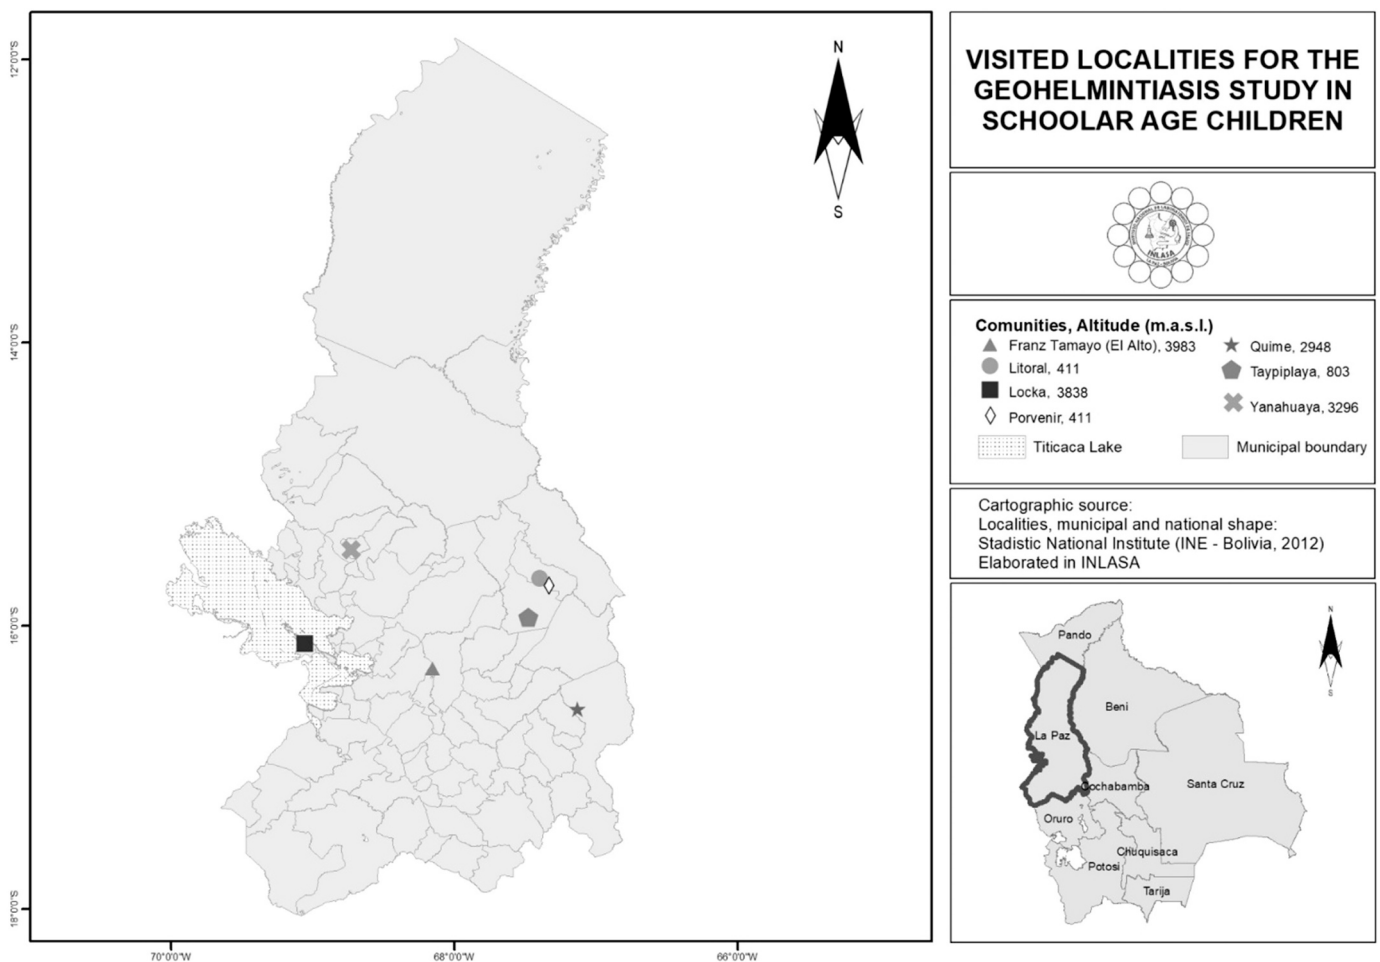 12°0'0"S
14°0'0"S
16°0'0"S
18°0'0"S
70°0'0"W
68°0'0"W
66°0'0"W
N
S
VISITED LOCALITIES FOR THE
GEOHELMINTIASIS STUDY IN
SCHOOLAR AGE CHILDREN
INLASA
Comunities, Altitude (m.a.s.l.)
Franz Tamayo (El Alto), 3983
Litoral, 411
Locka, 3838
Porvenir, 411
Quime, 2948
Taypiplaya, 803
Yanahuaya, 3296
Titicaca Lake
Municipal boundary
Cartographic source:
Localities, municipal and national shape:
Stadistic National Institute (INE - Bolivia, 2012)
Elaborated in INLASA
N
S
Pando
Beni
La Paz
Cochabamba
Santa Cruz
Oruro
Chuquisaca
Potosi
Tarija